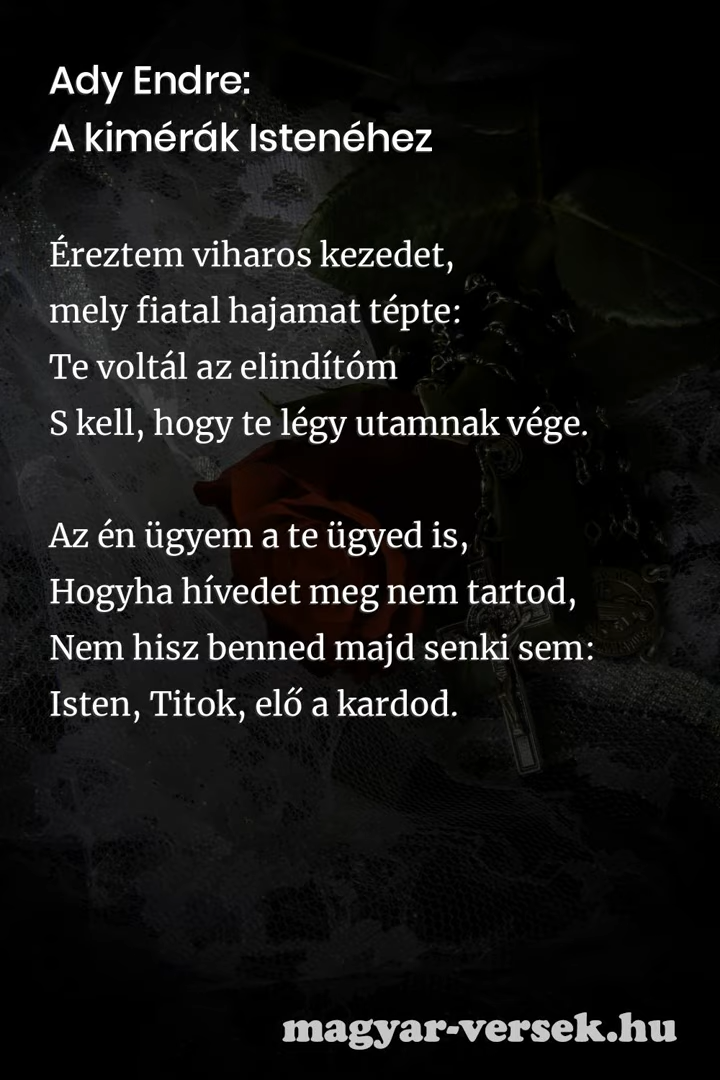 Ady Endre:
A kimérák Istenéhez
Éreztem viharos kezedet,
mely fiatal hajamat tépte:
Te voltál az elindítóm
S kell, hogy te légy utamnak vége.
Az én ügyem a te ügyed is,
Hogyha hívedet meg nem tartod,
Nem hisz benned majd senki sem:
Isten, Titok, elő a kardod.
magyar-versek.hu